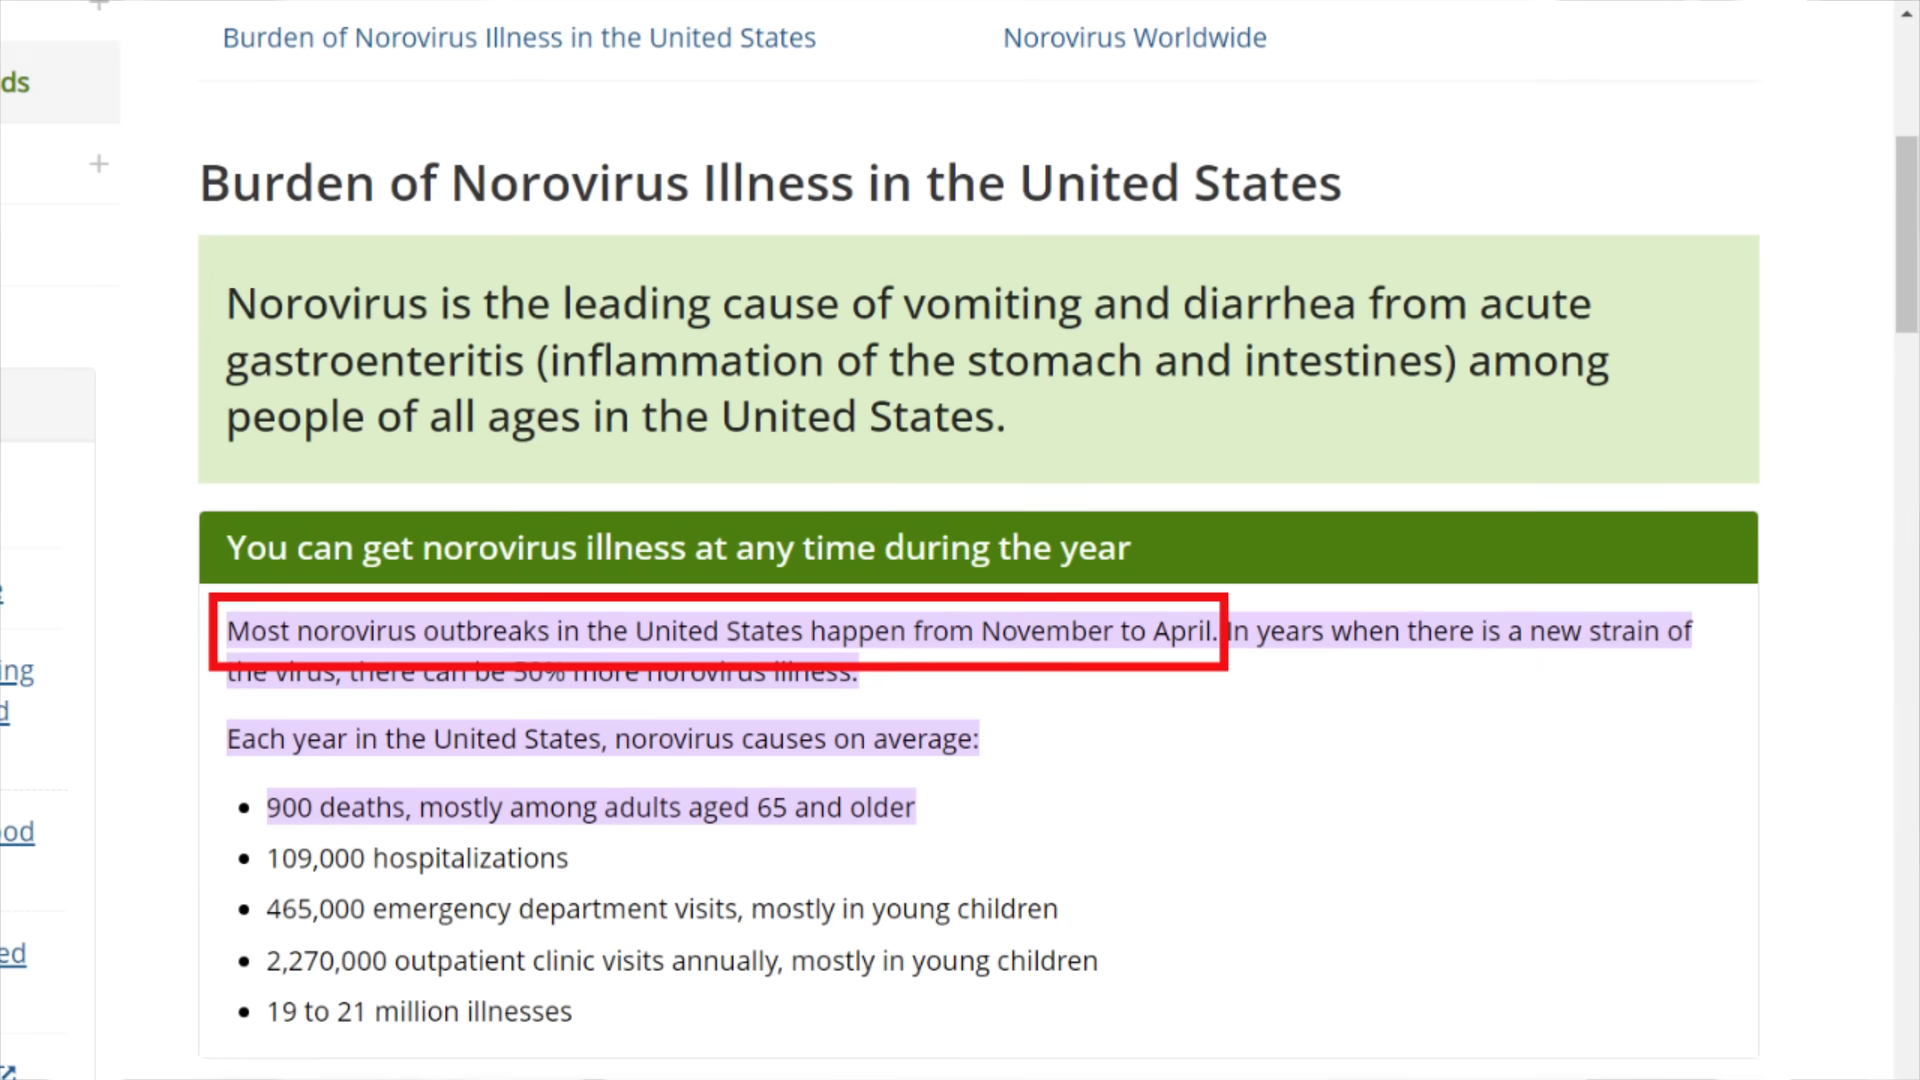 Burden of Norovirus Illness in the United States
Norovirus Worldwide
ds
Burden of Norovirus Illness in the United States
Norovirus is the leading cause of vomiting and diarrhea from acute
gastroenteritis (inflammation of the stomach and intestines) among
people of all ages in the United States.
You can get norovirus illness at any time during the year
Most norovirus outbreaks in the United States happen from November to April. In years when there is a new strain of
the virus, there can be 50% more norovirus illness.
ing
d
Each year in the United States, norovirus causes on average:
• 900 deaths, mostly among adults aged 65 and older
ood
• 109,000 hospitalizations
• 465,000 emergency department visits, mostly in young children
ed
• 2,270,000 outpatient clinic visits annually, mostly in young children
• 19 to 21 million illnesses